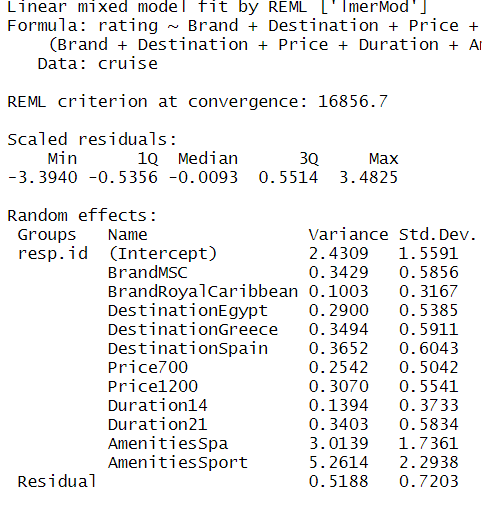 Linear mixed model fit by REML ['lmerMod']
Formula: rating ~ Brand + Destination + Price +
(Brand + Destination + Price + Duration +
Data: cruise
REML criterion at convergence: 16856.7
Scaled residuals:
Min 1Q Median 3Q Max
-3.3940 -0.5356 -0.0093 0.5514 3.4825
Random effects:
Groups Name Variance Std.Dev.
resp.id (Intercept) 2.4309 1.5591
BrandMSC 0.3429 0.5856
BrandRoyalCaribbean 0.1003 0.3167
DestinationEgypt 0.2900 0.5385
DestinationGreece 0.3494 0.5911
DestinationSpain 0.3652 0.6043
Price700 0.2542 0.5042
Price1200 0.3070 0.5541
Duration14 0.1394 0.3733
Duration21 0.3403 0.5834
AmenitiesSpa 3.0139 1.7361
AmenitiesSport 5.2614 2.2938
Residual 0.5188 0.7203